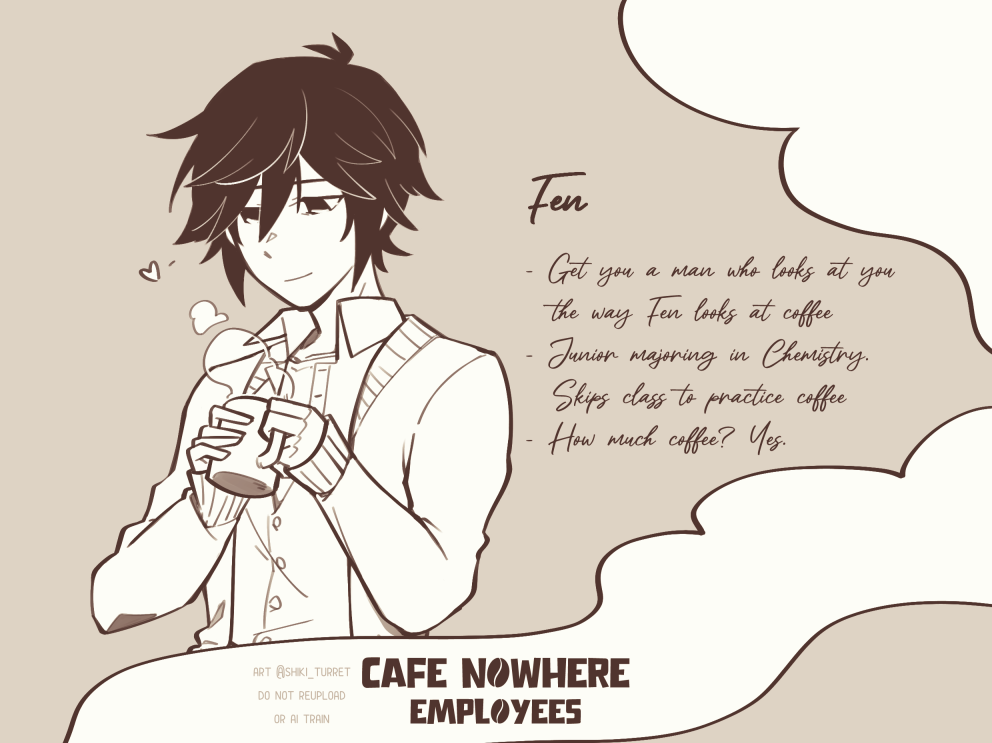 Fen
- Get you a man who looks at you
the way Fen looks at coffee
- Junior majoring in Chemistry.
Skips class to practice coffee
- How much coffee? Yes.
ART @SHIKI_TURRET
DO NOT REUPLOAD
OR AI TRAIN
CAFE NOWHERE
EMPLOYEES